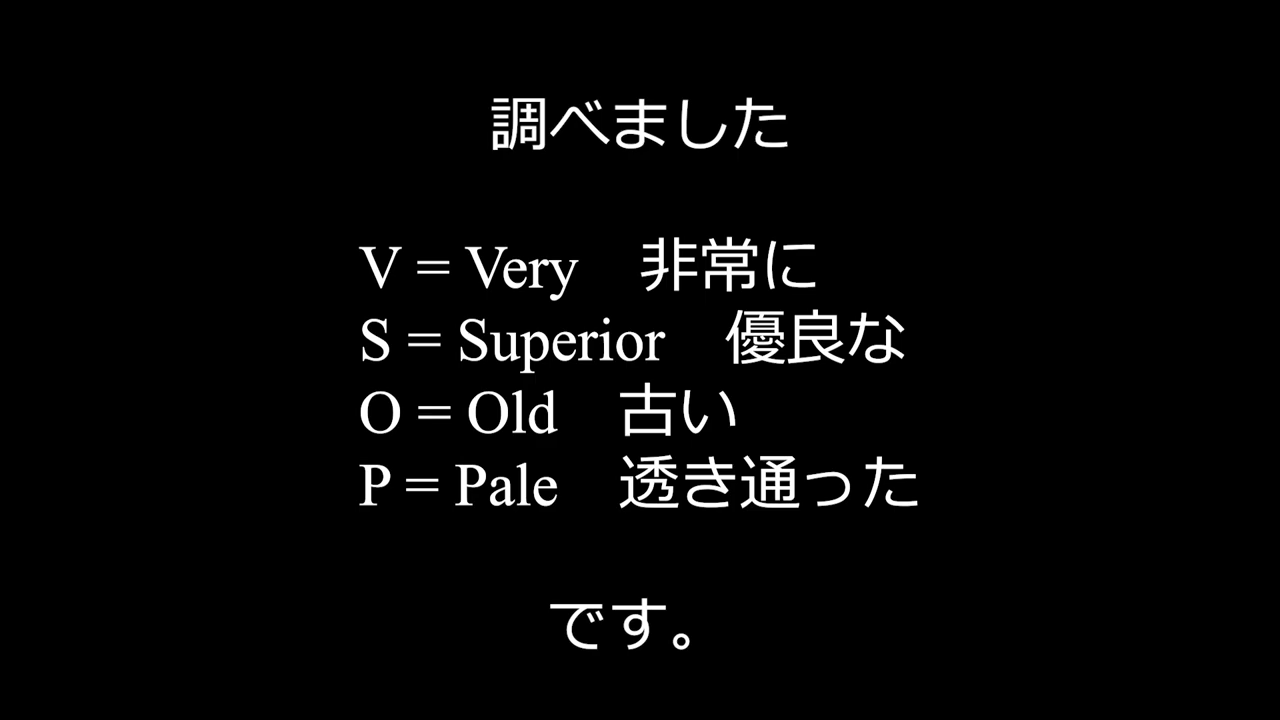 調べました
V = Very　非常に
S = Superior　優良な
O = Old　古い
P = Pale　透き通った
です。